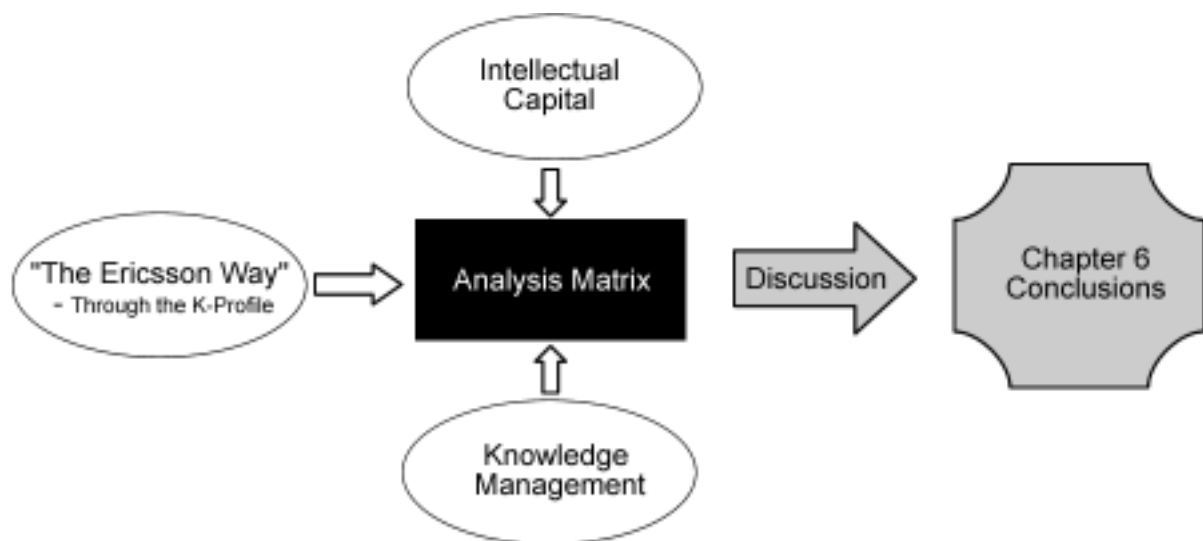 Intellectual
Capital
"The Ericsson Way"
- Through the K-Profile
Analysis Matrix
Discussion
Chapter 6
Conclusions
Knowledge
Management